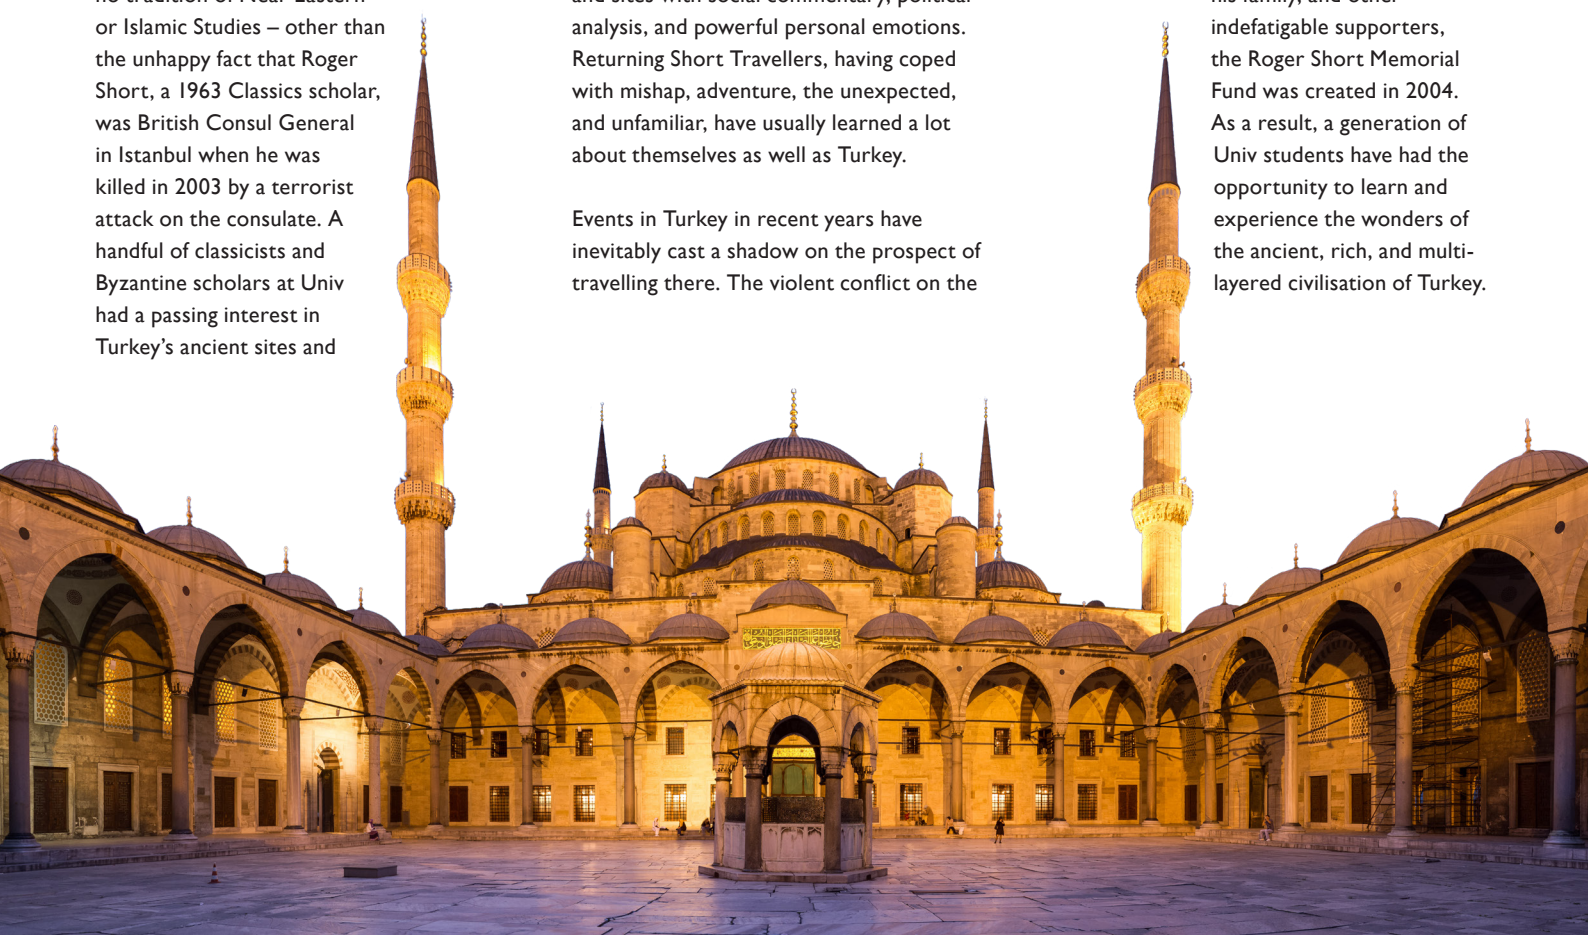 or Islamic Studies – other than
the unhappy fact that Roger
Short, a 1963 Classics scholar,
was British Consul General
in Istanbul when he was
killed in 2003 by a terrorist
attack on the consulate. A
handful of classicists and
Byzantine scholars at Univ
had a passing interest in
Turkey’s ancient sites and
analysis, and powerful personal emotions.
Returning Short Travellers, having coped
with mishap, adventure, the unexpected,
and unfamiliar, have usually learned a lot
about themselves as well as Turkey.
Events in Turkey in recent years have
inevitably cast a shadow on the prospect of
travelling there. The violent conflict on the
indefatigable supporters,
the Roger Short Memorial
Fund was created in 2004.
As a result, a generation of
Univ students have had the
opportunity to learn and
experience the wonders of
the ancient, rich, and multi-
layered civilisation of Turkey.